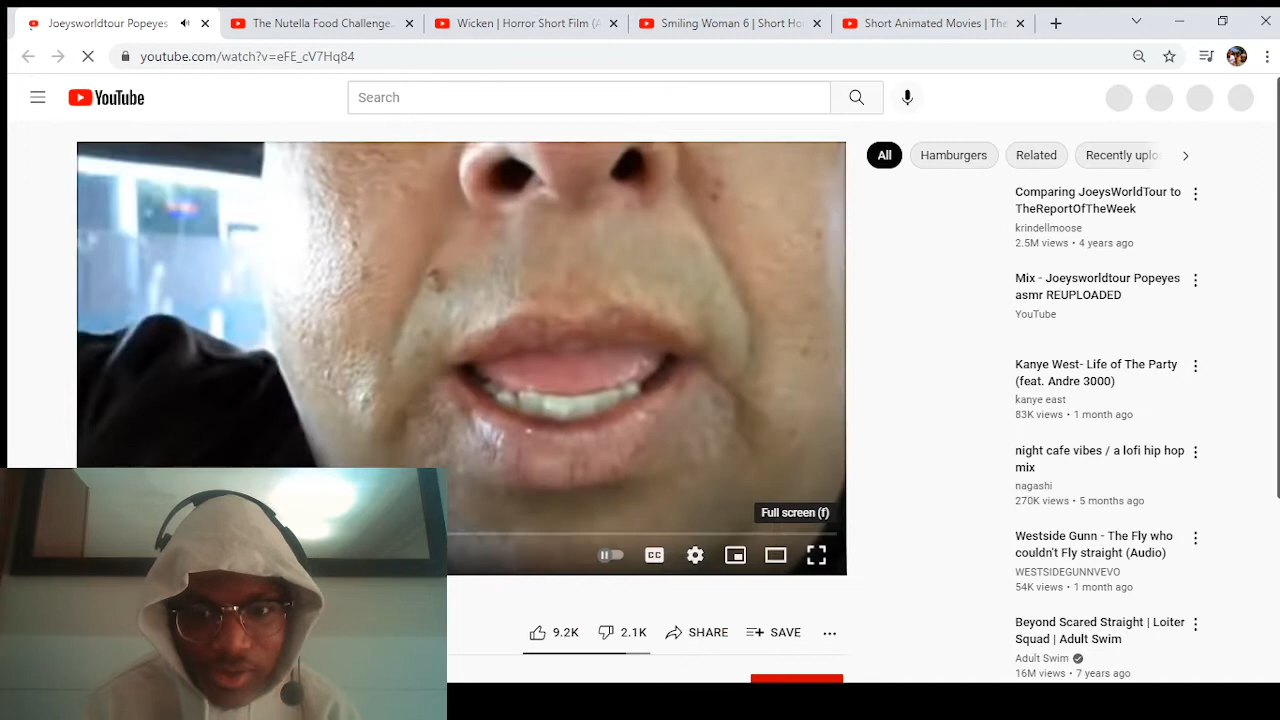 Joeysworldtour Popeyes
The Nutella Food Challenge...
Wicken | Horror Short Film (A
Smiling Woman 6 | Short Ho
Short Animated Movies | The
youtube.com/watch?v=eFE_cV7Hq84
YouTube
Search
All
Hamburgers
Related
Recently uplo
Comparing JoeysWorldTour to
TheReportOfTheWeek
krindellmoose
2.5M views • 4 years ago
Mix - Joeysworldtour Popeyes
asmr REUPLOADED
YouTube
Kanye West- Life of The Party
(feat. Andre 3000)
kanye east
83K views • 1 month ago
night cafe vibes / a lofi hip hop
mix
nagashi
270K views • 5 months ago
Westside Gunn - The Fly who
couldn't Fly straight (Audio)
WESTSIDEGUNNVEVO
54K views • 1 month ago
Beyond Scared Straight | Loiter
Squad | Adult Swim
Adult Swim
16M views • 7 years ago
Full screen (f)
CC
9.2K
2.1K
SHARE
SAVE